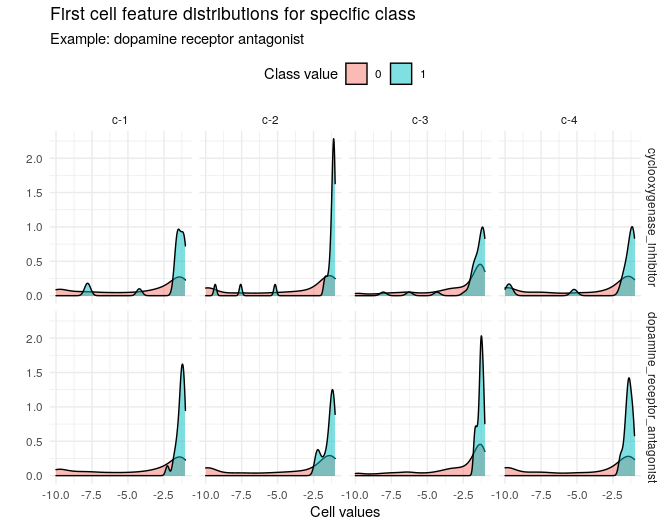 First cell feature distributions for specific class
Example: dopamine receptor antagonist
Class value 0 1
c-1 c-2 c-3 c-4
2.0
1.5
1.0
0.5
0.0
cyclooxygenase_inhibitor
2.0
1.5
1.0
0.5
0.0
dopamine_receptor_antagonist
-10.0 -7.5 -5.0 -2.5 -10.0 -7.5 -5.0 -2.5 -10.0 -7.5 -5.0 -2.5 -10.0 -7.5 -5.0 -2.5
Cell values